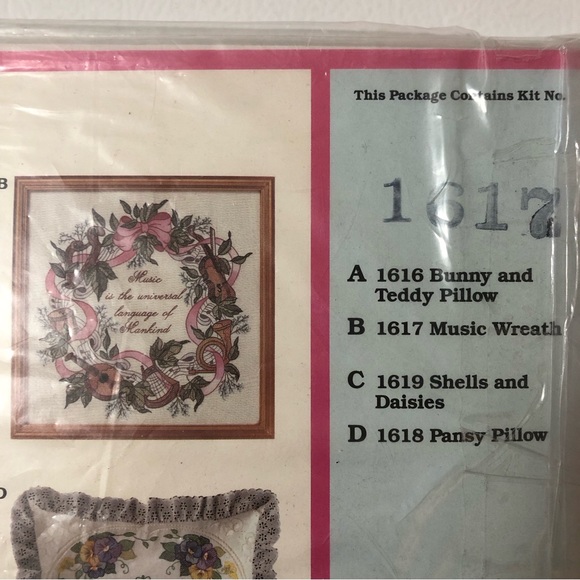 This Package Contains Kit No.
1617
B
Music
is the universal
language of
Mankind
A 1616 Bunny and
Teddy Pillow
B 1617 Music Wreath
C 1619 Shells and
Daisies
D 1618 Pansy Pillow
D